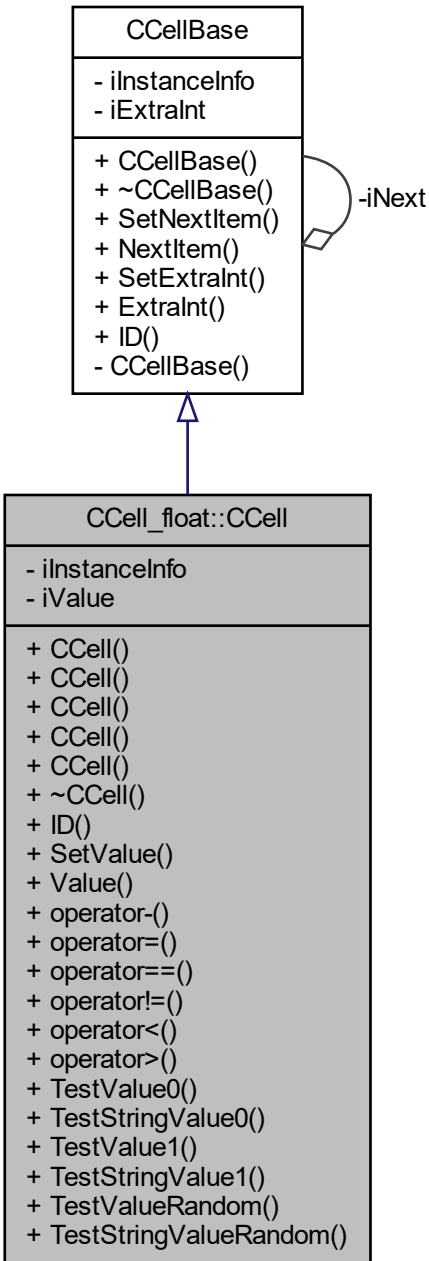 CCellBase
- iInstanceInfo
- iExtraInt
+ CCellBase()
+ ~CCellBase()
+ SetNextItem()
+ NextItem()
+ SetExtraInt()
+ ExtraInt()
+ ID()
- CCellBase()
-iNext
CCell_float::CCell
- iInstanceInfo
- iValue
+ CCell()
+ CCell()
+ CCell()
+ CCell()
+ CCell()
+ ~CCell()
+ ID()
+ SetValue()
+ Value()
+ operator-()
+ operator=()
+ operator==()
+ operator!=()
+ operator<()
+ operator>()
+ TestValue0()
+ TestStringValue0()
+ TestValue1()
+ TestStringValue1()
+ TestValueRandom()
+ TestStringValueRandom()